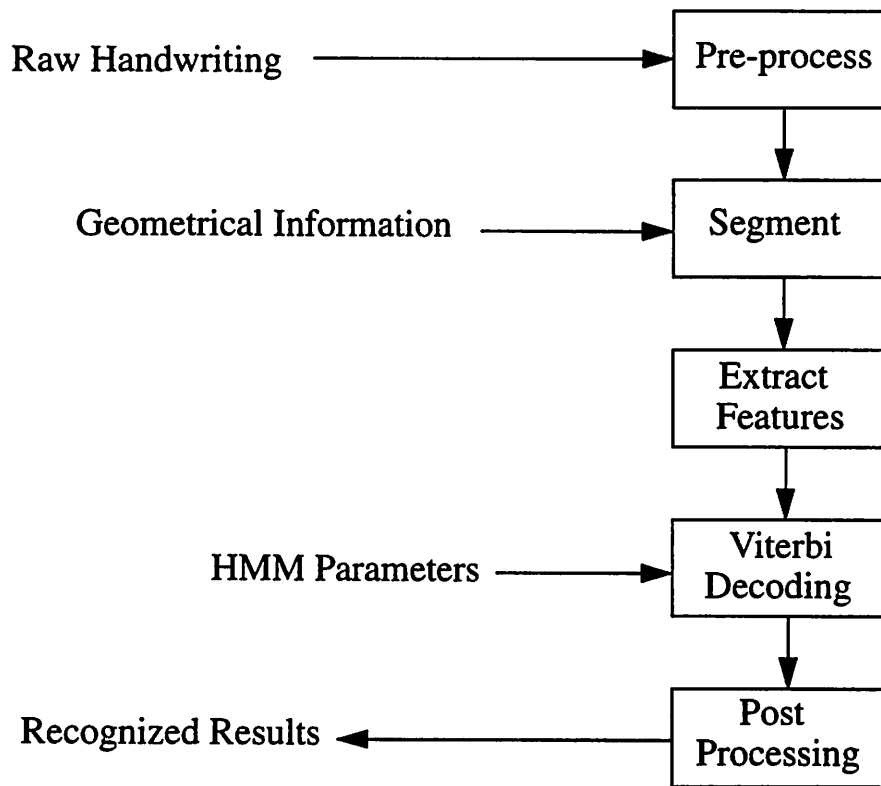 Raw Handwriting
Pre-process
Geometrical Information
Segment
Extract
Features
HMM Parameters
Viterbi
Decoding
Recognized Results
Post
Processing